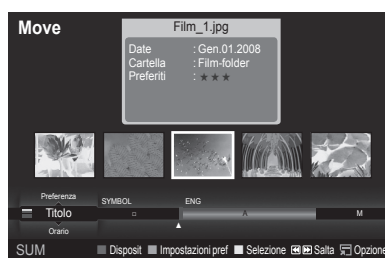 Move
Film_1.jpg
Date : Gen.01.2008
Cartella : Film-folder
Preferiti : ★ ★ ★
Preferenza
SYMBOL ENG
Titolo
A M
Orario
SUM Disposit Impostazioni pref Selezione Salta Opzione